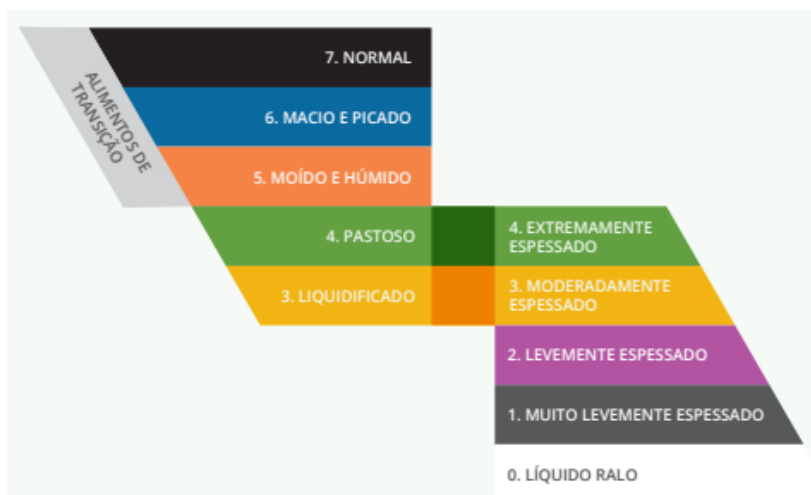 ALIMENTOS DE
TRANSIÇÃO
7. NORMAL
6. MACIO E PICADO
5. MOÍDO E HÚMIDO
4. PASTOSO
3. LIQUIDIFICADO
4. EXTREMAMENTE
ESPESSADO
3. MODERADAMENTE
ESPESSADO
2. LEVEMENTE ESPESSADO
1. MUITO LEVEMENTE ESPESSADO
0. LÍQUIDO RALO